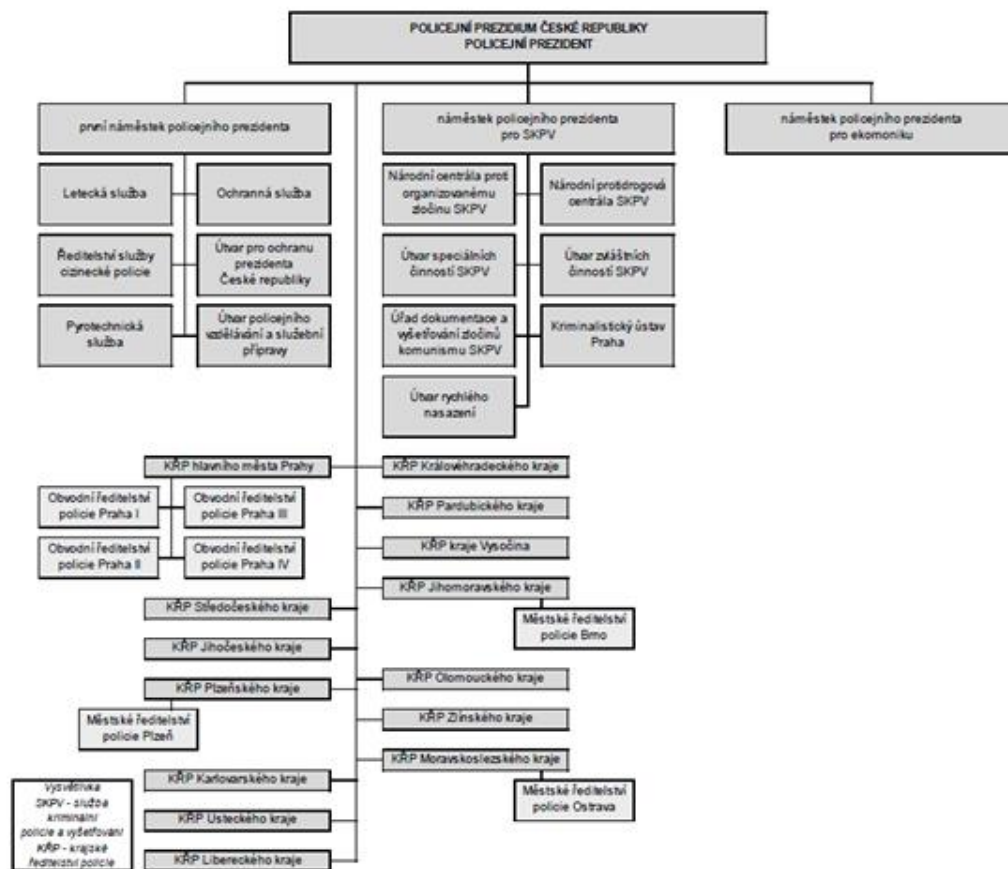 POLICEJNÍ PREZIDIUM ČESKÉ REPUBLIKY
POLICEJNÍ PREZIDENT
první náměstek policejního prezidenta
náměstek policejního prezidenta
pro SKPV
náměstek policejního prezidenta
pro ekomoniku
Letecká služba
Ochranná služba
Ředitelství služby
cizinecké policie
Útvar pro ochranu
prezidenta
České republiky
Pyrotechnická
služba
Útvar policejního
vzdělávání a služební
přípravy
Národní centrála proti
organizovanému
zločinu SKPV
Národní protidrogová
centrála SKPV
Útvar speciálních
činností SKPV
Útvar zvláštních
činností SKPV
Úřad dokumentace a
vyšetřování zločinů
komunismu SKPV
Kriminalistický ústav
Praha
Útvar rychlého
nasazení
KŘP hlavního města Prahy
Obvodní ředitelství
policie Praha I
Obvodní ředitelství
policie Praha III
Obvodní ředitelství
policie Praha II
Obvodní ředitelství
policie Praha IV
KŘP Středočeského kraje
KŘP Jihočeského kraje
KŘP Plzeňského kraje
Městské ředitelství
policie Plzeň
KŘP Karlovarského kraje
KŘP Usteckého kraje
KŘP Libereckého kraje
KŘP Královéhradeckého kraje
KŘP Pardubického kraje
KŘP kraje Vysočina
KŘP Jihomoravského kraje
Městské ředitelství
policie Brno
KŘP Olomouckého kraje
KŘP Zlínského kraje
KŘP Moravskoslezského kraje
Městské ředitelství
policie Ostrava
Vysvětlivka
SKPV - služba
kriminální
policie a vyšetřování
KŘP - krajské
ředitelství policie